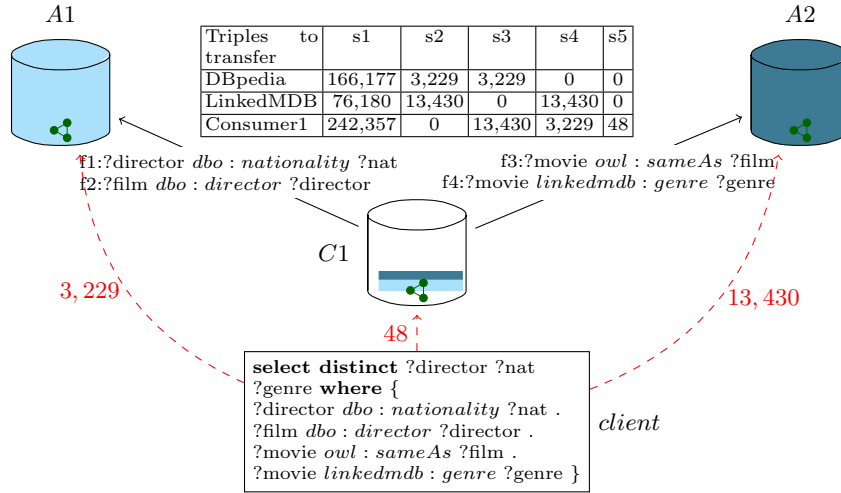 A1
A2
Triples to transfer s1 s2 s3 s4 s5
DBpedia 166,177 3,229 3,229 0 0
LinkedMDB 76,180 13,430 0 13,430 0
Consumer1 242,357 0 13,430 3,229 48
f1:?director dbo : nationality ?nat
f2:?film dbo : director ?director
f3:?movie owl : sameAs ?film
f4:?movie linkedmdb : genre ?genre
C1
3,229
13,430
48
select distinct ?director ?nat
?genre where {
?director dbo : nationality ?nat .
?film dbo : director ?director .
?movie owl : sameAs ?film .
?movie linkedmdb : genre ?genre }
client